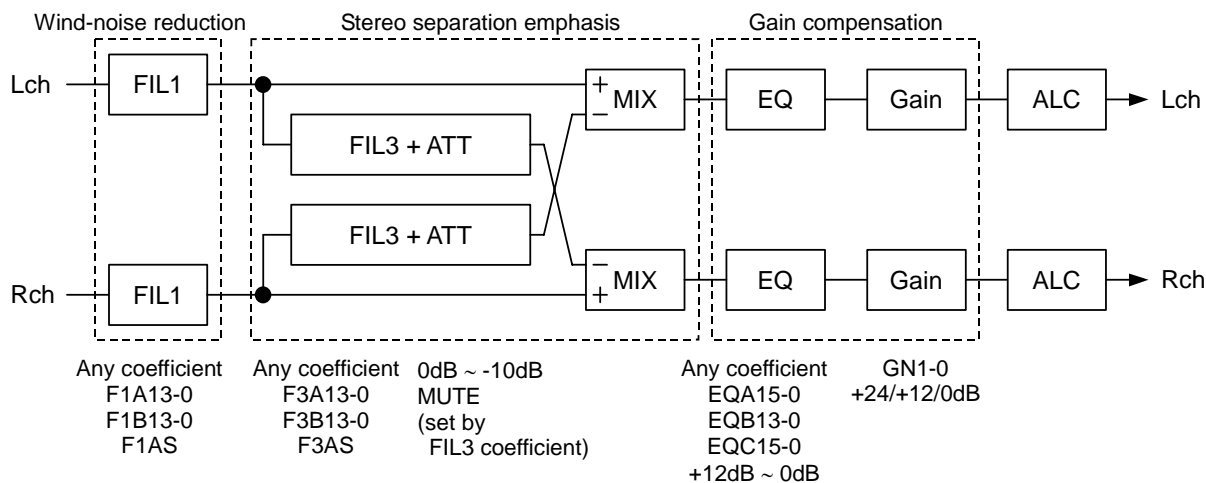 Wind-noise reduction
Stereo separation emphasis
Gain compensation
Lch
FIL1
+
−
MIX
EQ
Gain
ALC
Lch
FIL3 + ATT
FIL3 + ATT
Rch
FIL1
−
+
MIX
EQ
Gain
ALC
Rch
Any coefficient
F1A13-0
F1B13-0
F1AS
Any coefficient
F3A13-0
F3B13-0
F3AS
0dB ∼ -10dB
MUTE
(set by
FIL3 coefficient)
Any coefficient
EQA15-0
EQB13-0
EQC15-0
+12dB ∼ 0dB
GN1-0
+24/+12/0dB